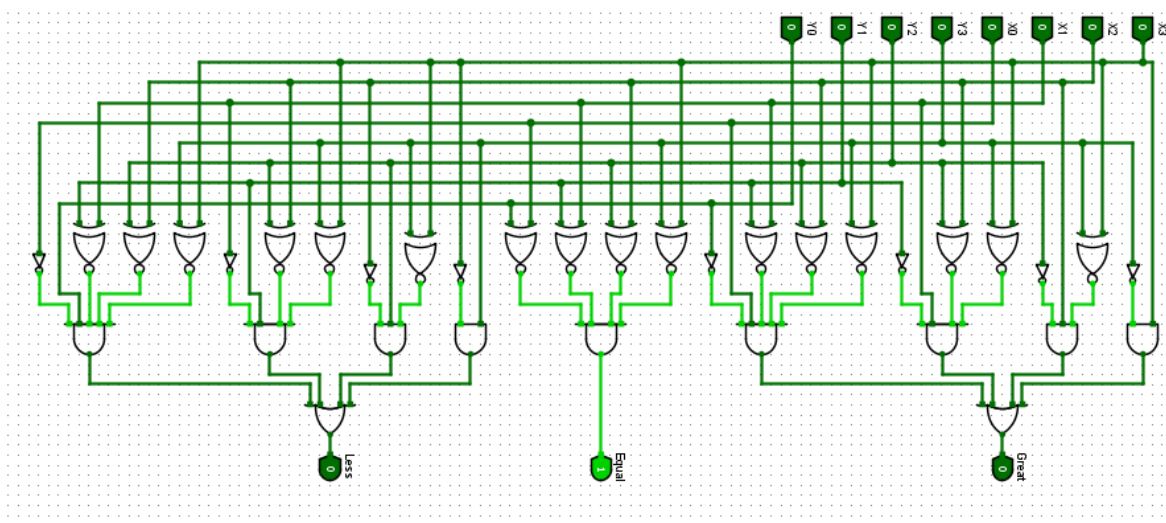 0 Y0
0 Y1
0 Y2
0 Y3
0 X0
0 X1
0 X2
0 X3
0 Less
1 Equal
0 Great